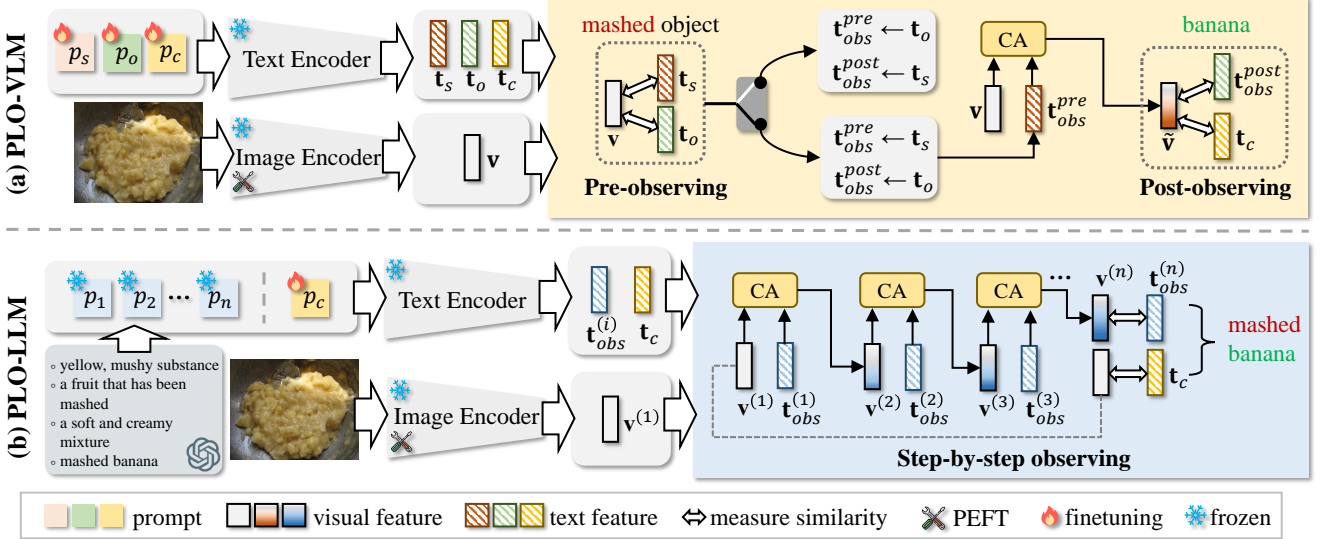 (a) PLO-VLM
p_s p_o p_c
Text Encoder
t_s t_o t_c
Image Encoder
v
mashed object
t_s
v
t_o
Pre-observing
t_obs^pre ← t_o
t_obs^post ← t_s
t_obs^pre ← t_s
t_obs^post ← t_o
CA
v
t_obs^pre
banana
t_obs^post
ṽ
t_c
Post-observing
(b) PLO-LLM
p_1 p_2 ... p_n p_c
Text Encoder
t_obs^(i) t_c
◦ yellow, mushy substance
◦ a fruit that has been
mashed
◦ a soft and creamy
mixture
◦ mashed banana
Image Encoder
v^(1)
CA CA CA ...
v^(n) t_obs^(n)
mashed
banana
t_c
v^(1) t_obs^(1) v^(2) t_obs^(2) v^(3) t_obs^(3)
Step-by-step observing
prompt visual feature text feature measure similarity PEFT finetuning frozen